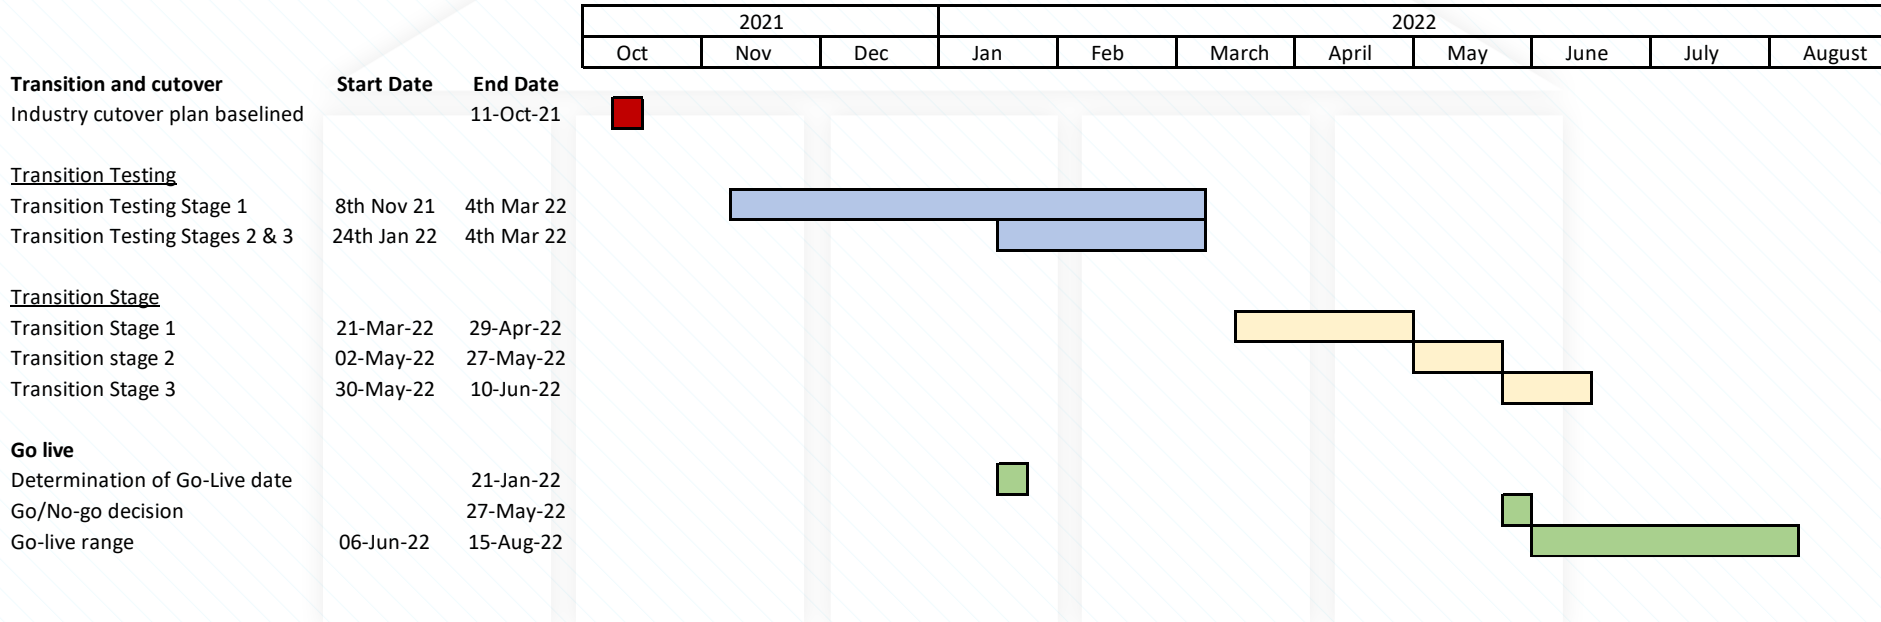 2021 2022
Oct Nov Dec Jan Feb March April May June July August
Transition and cutover Start Date End Date
Industry cutover plan baselined 11-Oct-21
Transition Testing
Transition Testing Stage 1 8th Nov 21 4th Mar 22
Transition Testing Stages 2 & 3 24th Jan 22 4th Mar 22
Transition Stage
Transition Stage 1 21-Mar-22 29-Apr-22
Transition stage 2 02-May-22 27-May-22
Transition Stage 3 30-May-22 10-Jun-22
Go live
Determination of Go-Live date 21-Jan-22
Go/No-go decision 27-May-22
Go-live range 06-Jun-22 15-Aug-22